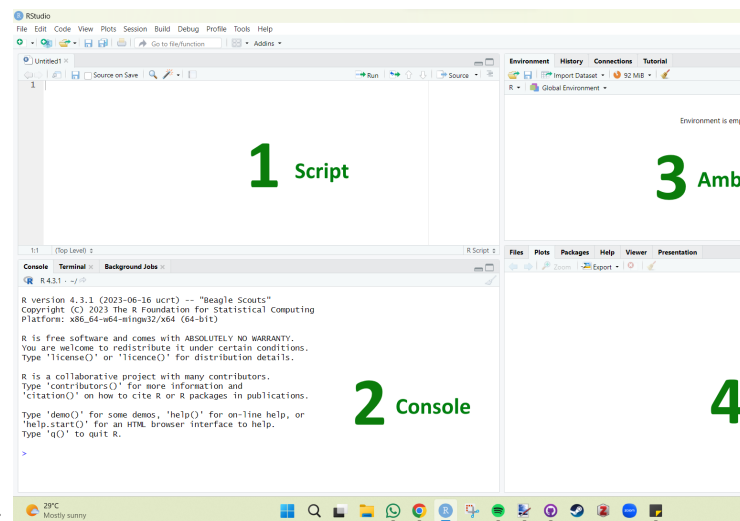 RStudio
File Edit Code View Plots Session Build Debug Profile Tools Help
Go to file/function Addins
Untitled1
Source on Save Run Source
1
1 Script
1:1 (Top Level) R Script
Console Terminal Background Jobs
R 4.3.1 · ~/
R version 4.3.1 (2023-06-16 ucrt) -- "Beagle Scouts"
Copyright (C) 2023 The R Foundation for Statistical Computing
Platform: x86_64-w64-mingw32/x64 (64-bit)
R is free software and comes with ABSOLUTELY NO WARRANTY.
You are welcome to redistribute it under certain conditions.
Type 'license()' or 'licence()' for distribution details.
R is a collaborative project with many contributors.
Type 'contributors()' for more information and
'citation()' on how to cite R or R packages in publications.
Type 'demo()' for some demos, 'help()' for on-line help, or
'help.start()' for an HTML browser interface to help.
Type 'q()' to quit R.
>
2 Console
Environment History Connections Tutorial
Import Dataset 92 MiB
R Global Environment
Environment is emp
3 Amb
Files Plots Packages Help Viewer Presentation
Zoom Export
4
29°C
Mostly sunny